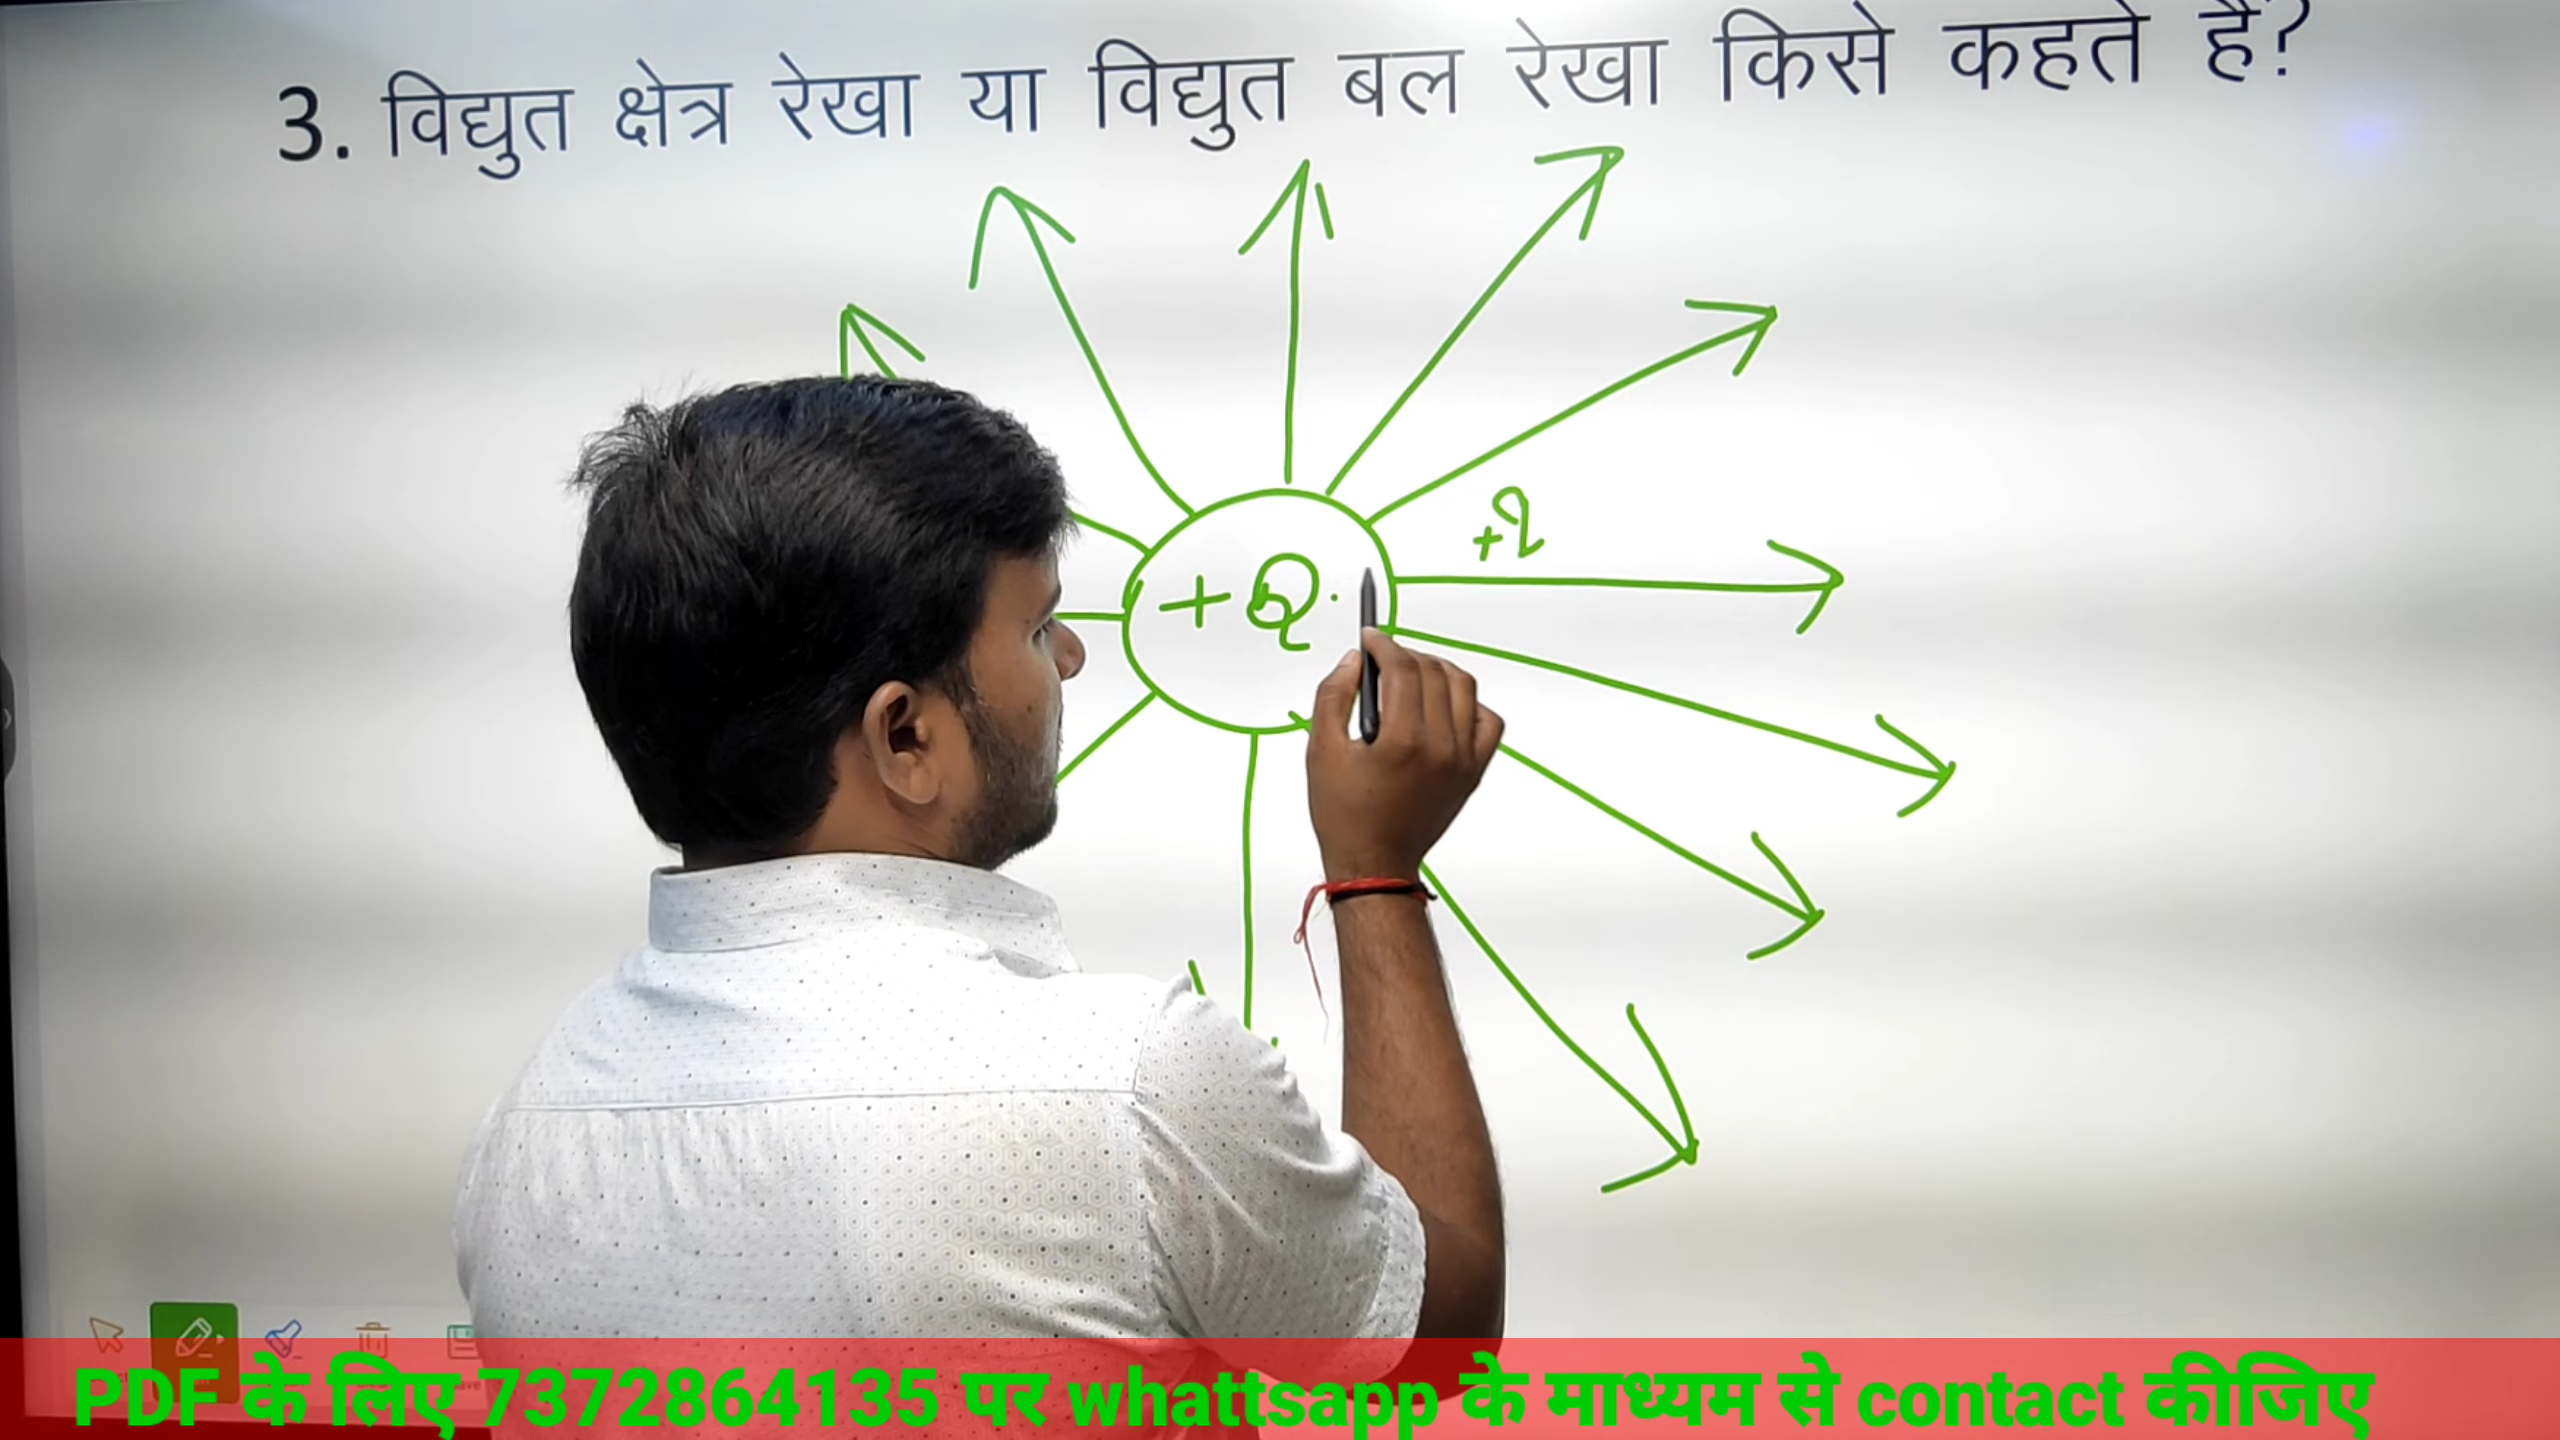 3. विद्युत क्षेत्र रेखा या विद्युत बल रेखा किसे कहते हैं?
+q
+Q
PDF के लिए 7372864135 पर whattsapp के माध्यम से contact कीजिए